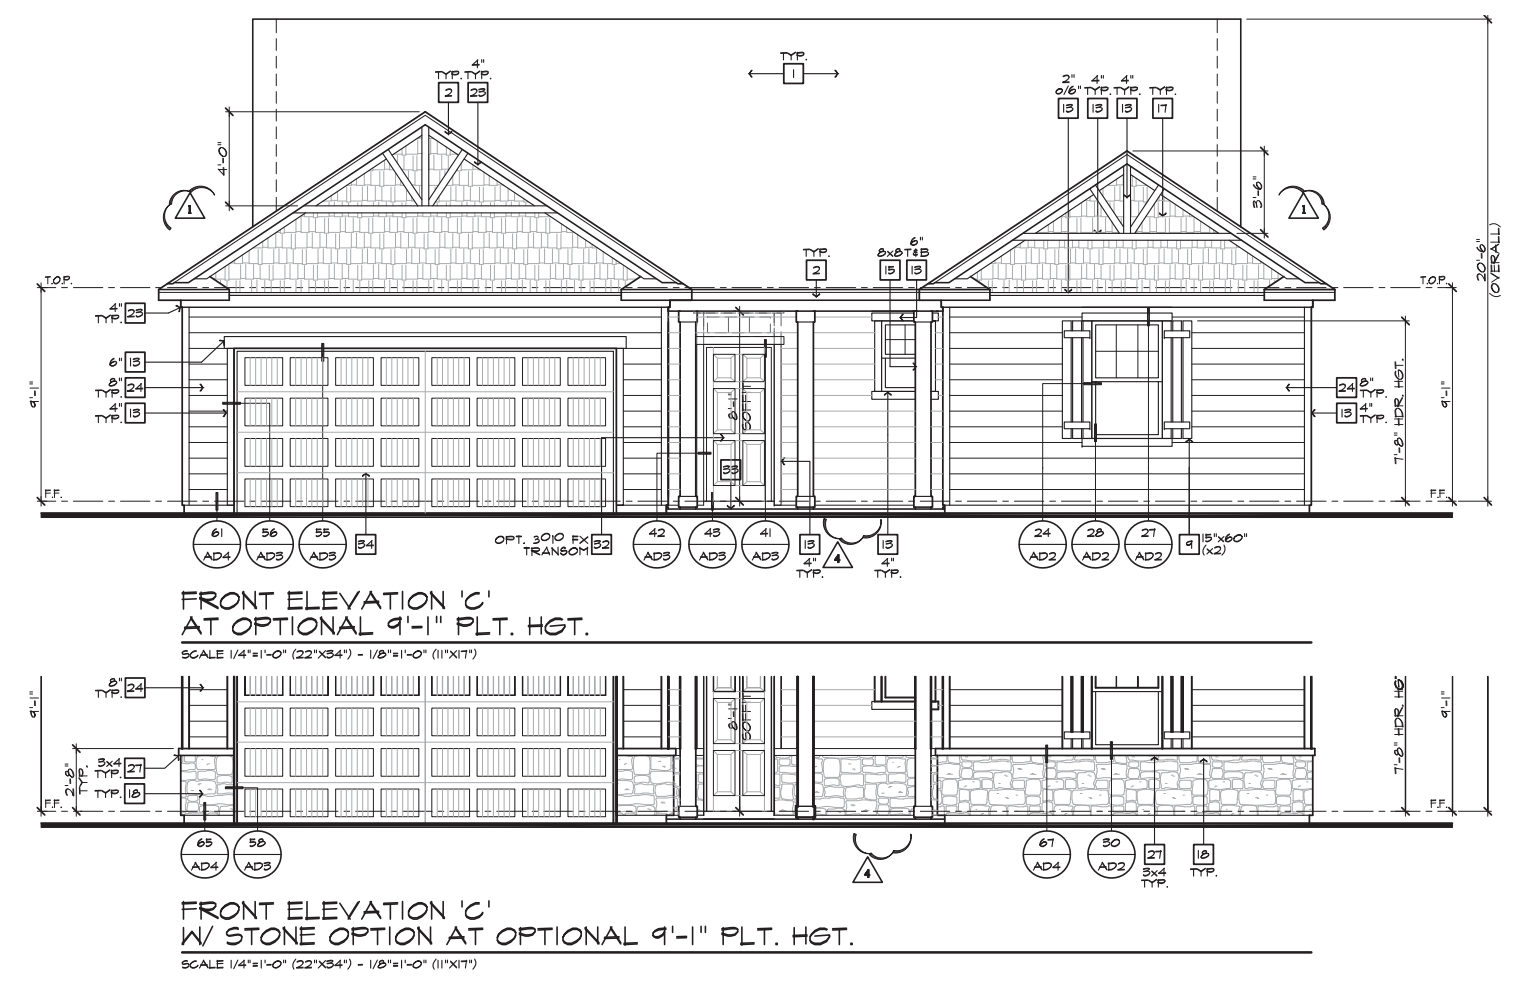 TYP.
1
4"
TYP. TYP.
2 23
2" 4" 4"
o/6" TYP. TYP. TYP.
13 13 13 17
4'-0"
3'-6"
1
1
20'-6"
(OVERALL)
TYP.
2
6"
8x8 T&B
15 13
T.O.P.
T.O.P.
4"
TYP. 23
6" 13
8"
TYP. 24
4"
TYP. 13
9'-1"
8'-1"
SOFFIT
33
24 8"
TYP.
13 4"
TYP.
7'-8" HDR. HGT.
9'-1"
F.F.
F.F.
61
AD4
56
AD3
55
AD3
34
OPT. 3010 FX
TRANSOM 32
42
AD3
43
AD3
41
AD3
13
4"
TYP.
4
13
4"
TYP.
24
AD2
28
AD2
27
AD2
9 15"x60"
(x2)
FRONT ELEVATION 'C'
AT OPTIONAL 9'-1" PLT. HGT.
SCALE 1/4"=1'-0" (22"X34") - 1/8"=1'-0" (11"X17")
8"
TYP. 24
9'-1"
3x4
TYP. 27
TYP. 18
2'-8"
TYP.
8'-1"
SOFFIT
7'-8" HDR. HG
9'-1"
F.F.
F.F.
65
AD4
58
AD3
4
67
AD4
30
AD2
27
3x4
TYP.
18
TYP.
FRONT ELEVATION 'C'
W/ STONE OPTION AT OPTIONAL 9'-1" PLT. HGT.
SCALE 1/4"=1'-0" (22"X34") - 1/8"=1'-0" (11"X17")